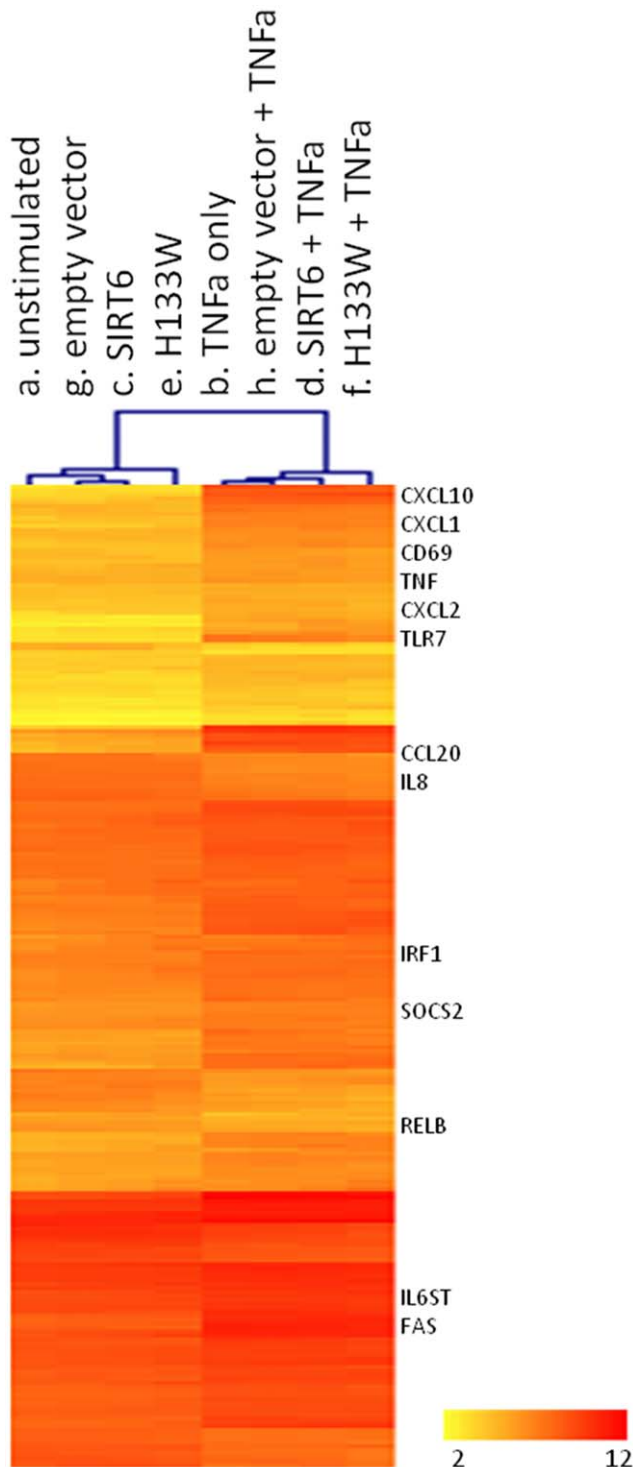 a. unstimulated
g. empty vector
c. SIRT6
e. H133W
b. TNFa only
h. empty vector + TNFa
d. SIRT6 + TNFa
f. H133W + TNFa
CXCL10
CXCL1
CD69
TNF
CXCL2
TLR7
CCL20
IL8
IRF1
SOCS2
RELB
IL6ST
FAS
2 12